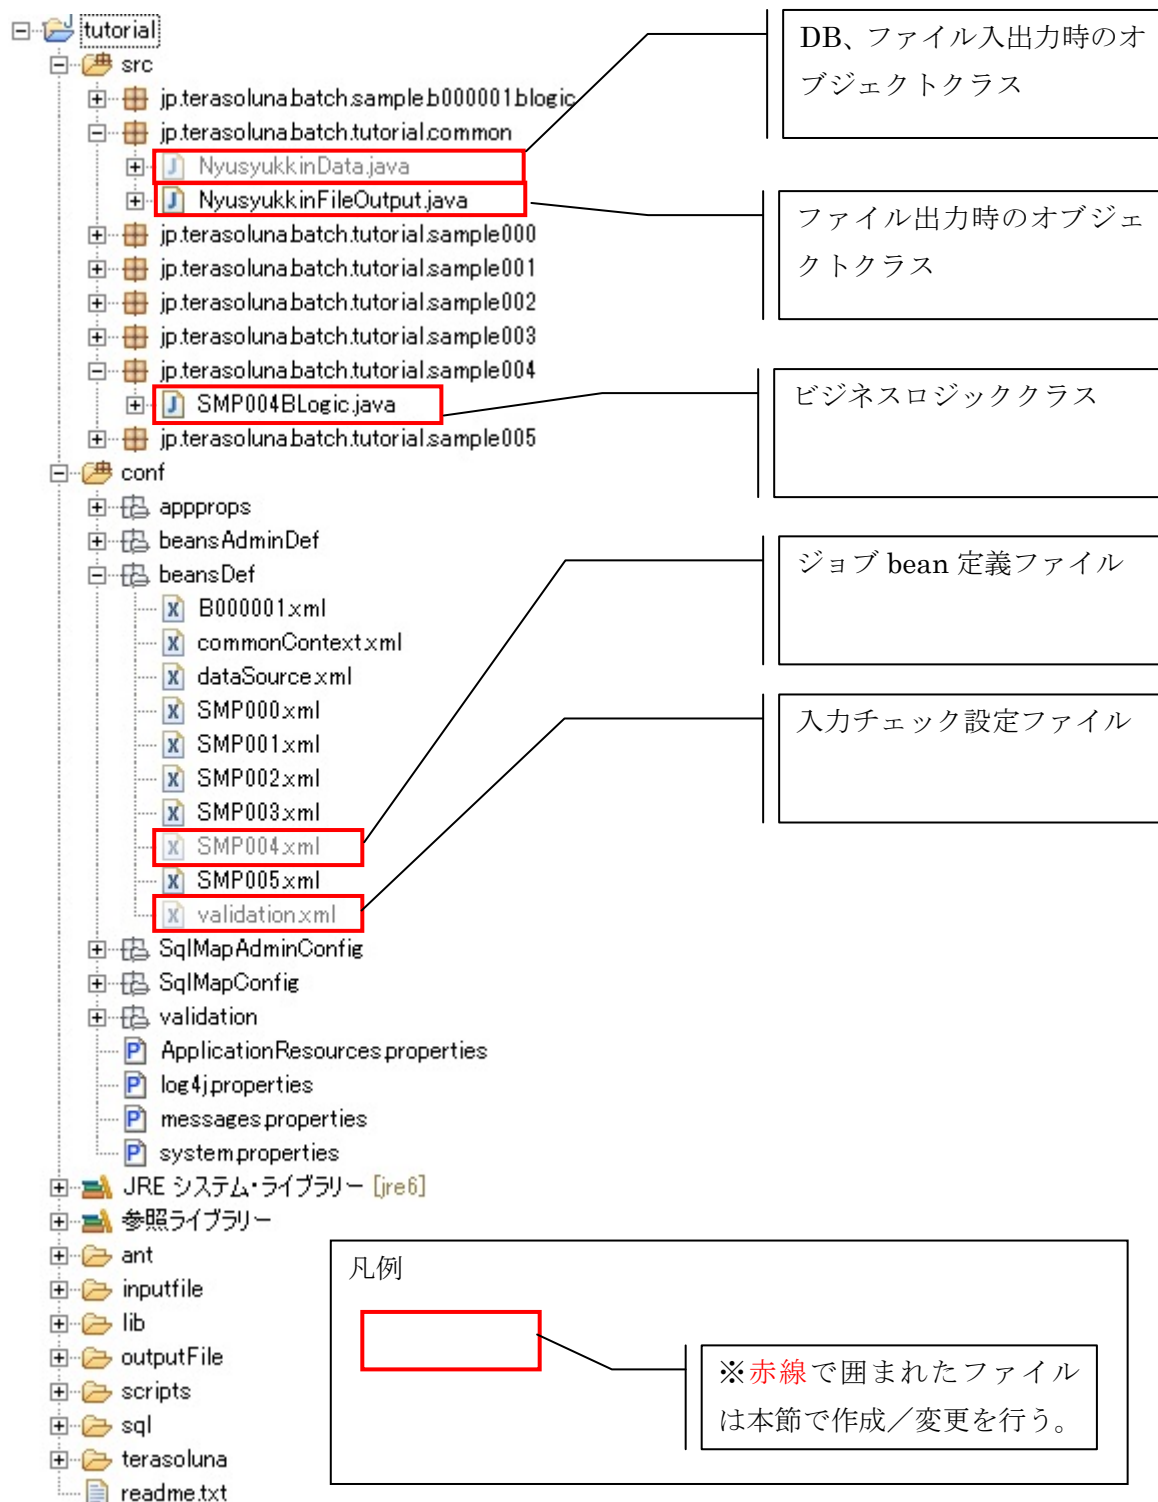 tutorial
src
jp.terasoluna.batch.sample.b000001.blogic
jp.terasoluna.batch.tutorial.common
NyusyukkinData.java
NyusyukkinFileOutput.java
jp.terasoluna.batch.tutorial.sample000
jp.terasoluna.batch.tutorial.sample001
jp.terasoluna.batch.tutorial.sample002
jp.terasoluna.batch.tutorial.sample003
jp.terasoluna.batch.tutorial.sample004
SMP004BLogic.java
jp.terasoluna.batch.tutorial.sample005
conf
appprops
beansAdminDef
beansDef
B000001.xml
commonContext.xml
dataSource.xml
SMP000.xml
SMP001.xml
SMP002.xml
SMP003.xml
SMP004.xml
SMP005.xml
validation.xml
SqlMapAdminConfig
SqlMapConfig
validation
ApplicationResources.properties
log4j.properties
messages.properties
system.properties
JRE システム・ライブラリー [jre6]
参照ライブラリー
ant
inputfile
lib
outputFile
scripts
sql
terasoluna
readme.txt
DB、ファイル入出力時のオ
ブジェクトクラス
ファイル出力時のオブジェ
クトクラス
ビジネスロジッククラス
ジョブ bean 定義ファイル
入力チェック設定ファイル
凡例
※赤線で囲まれたファイル
は本節で作成／変更を行う。